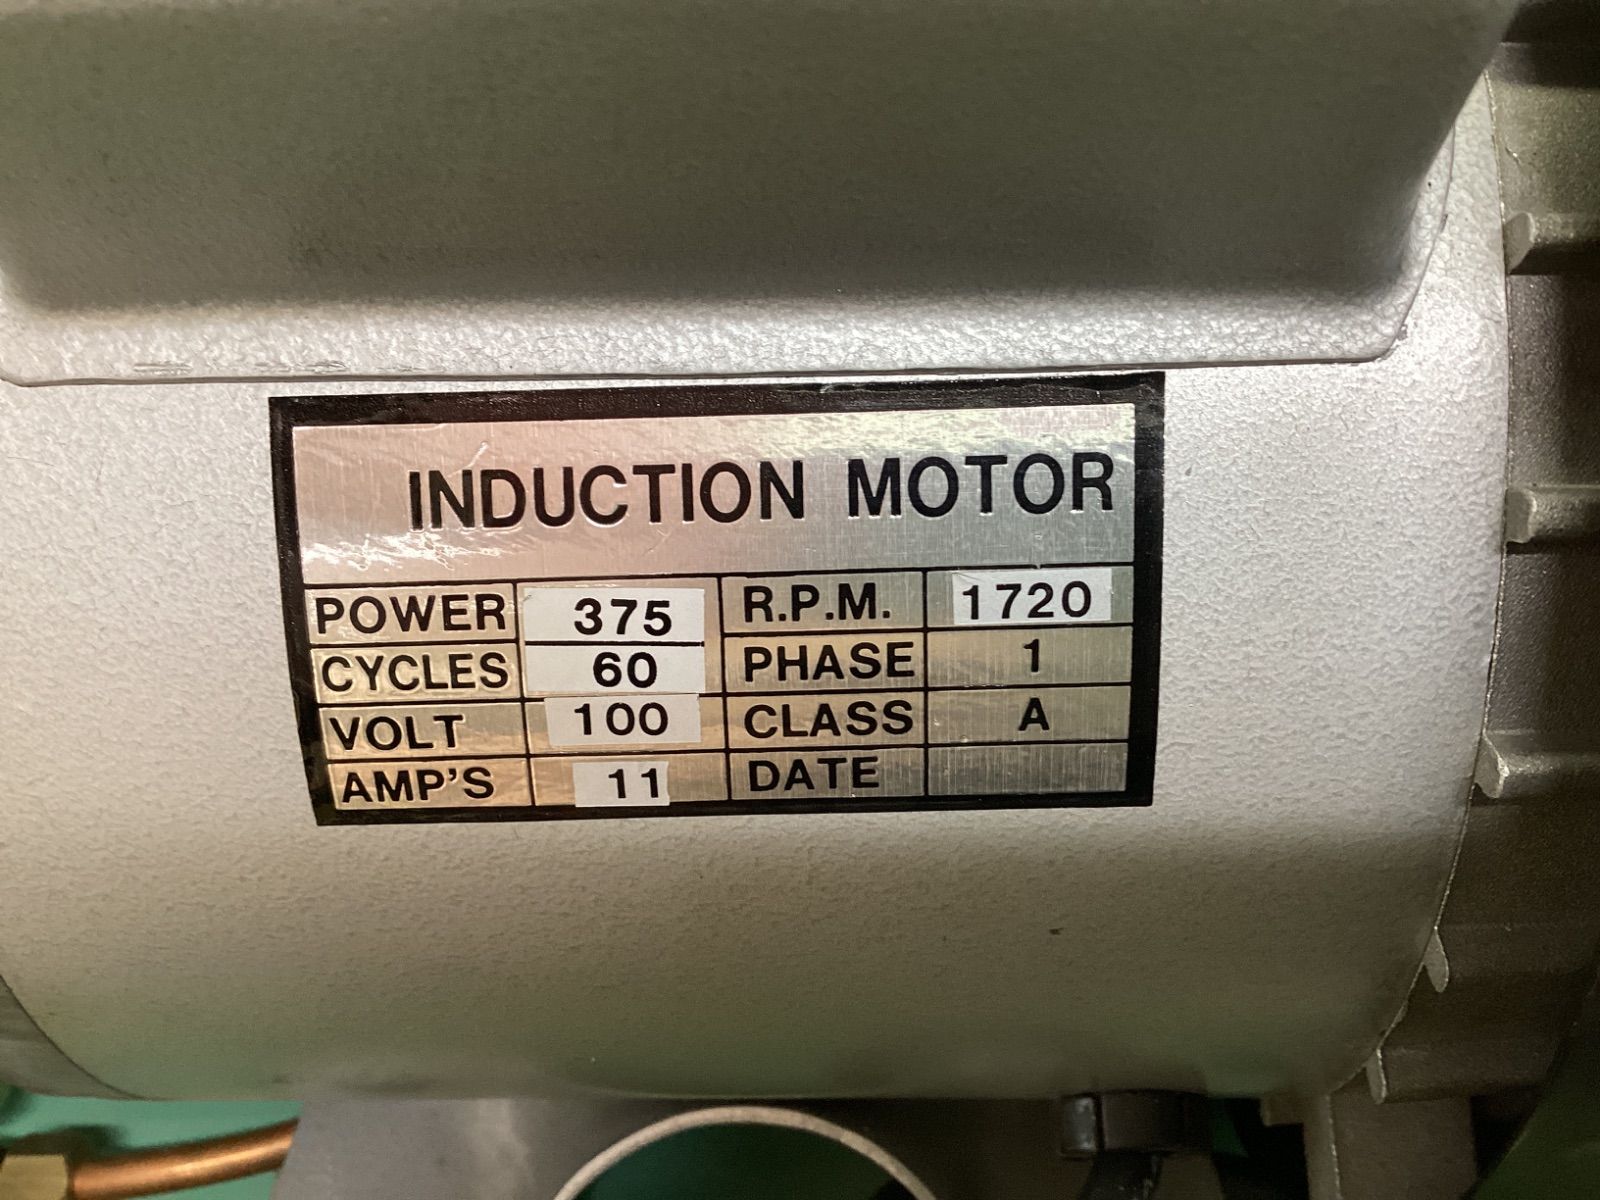 INDUCTION MOTOR
POWER 375 R.P.M. 1720
CYCLES 60 PHASE 1
VOLT 100 CLASS A
AMP'S 11 DATE